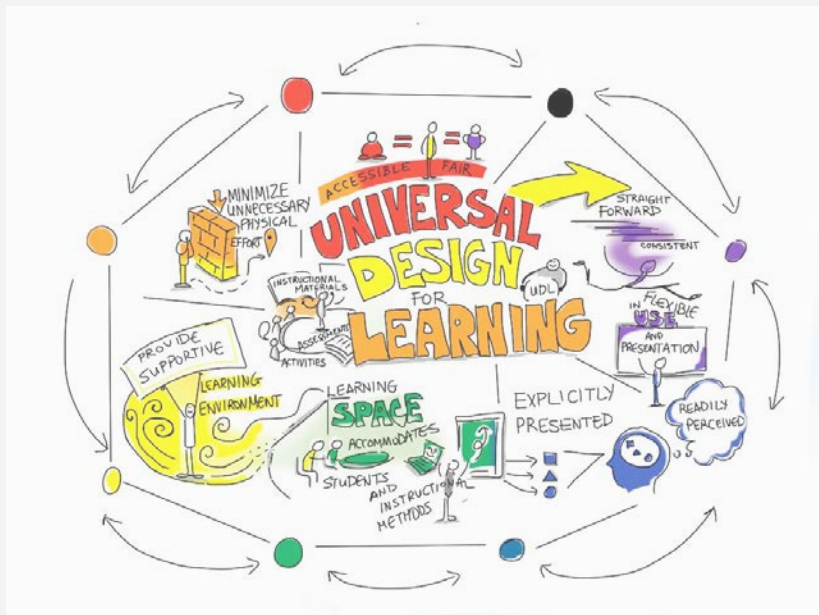 ACCESSIBLE FAIR
UNIVERSAL
DESIGN
FOR
LEARNING
UDL
MINIMIZE
UNNECESSARY
PHYSICAL
EFFORT
INSTRUCTIONAL
MATERIALS
ASSESSMENTS
ACTIVITIES
STRAIGHT
FORWARD
CONSISTENT
IN FLEXIBLE
USE
AND
PRESENTATION
PROVIDE
SUPPORTIVE
LEARNING
ENVIRONMENT
LEARNING
SPACE
ACCOMMODATES
STUDENTS
AND
INSTRUCTIONAL
METHODS
EXPLICITLY
PRESENTED
READILY
PERCEIVED